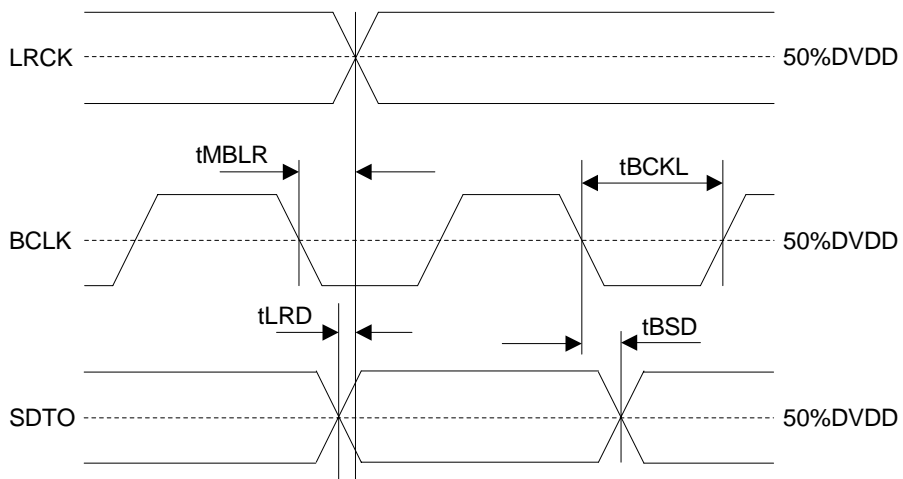 LRCK
50%DVDD
tMBLR
tBCKL
BCLK
50%DVDD
tLRD
tBSD
SDTO
50%DVDD